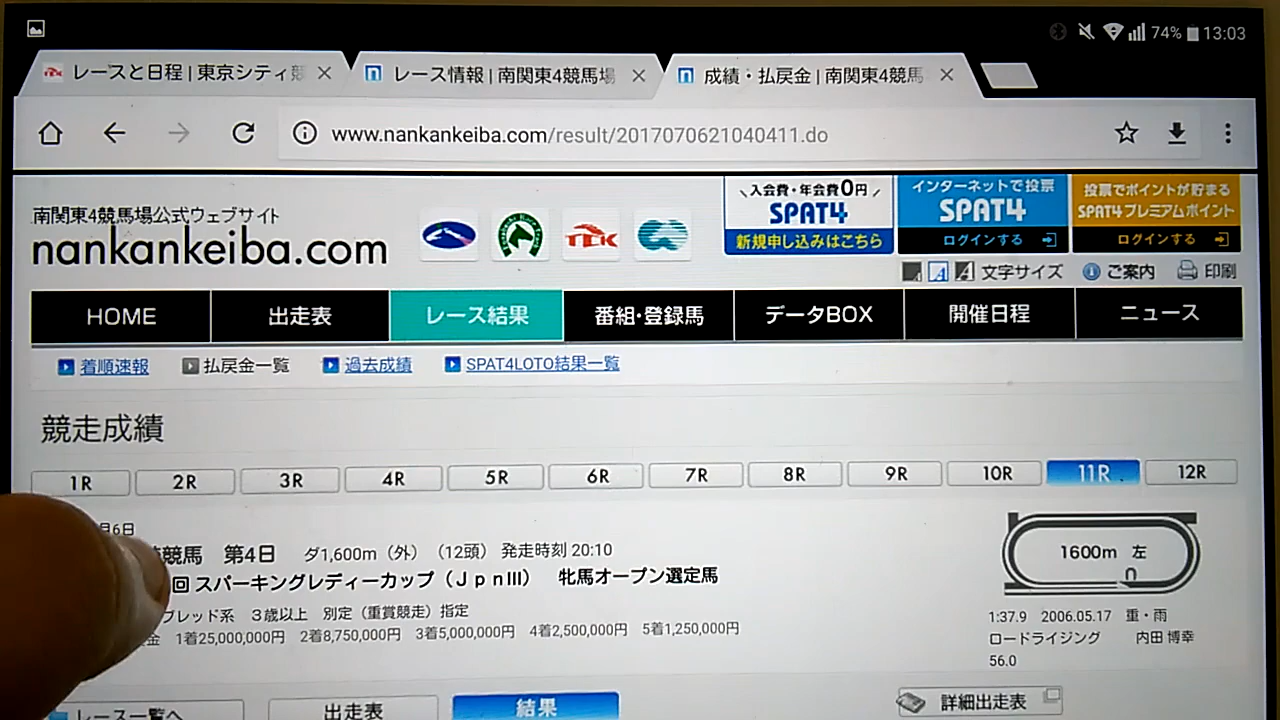 74% 13:03
レースと日程 | 東京シティ競
レース情報 | 南関東4競馬場
成績・払戻金 | 南関東4競馬
www.nankankeiba.com/result/2017070621040411.do
南関東4競馬場公式ウェブサイト
nankankeiba.com
TCK
入会費・年会費0円
SPAT4
新規申し込みはこちら
インターネットで投票
SPAT4
ログインする
投票でポイントが貯まる
SPAT4プレミアムポイント
ログインする
文字サイズ ご案内 印刷
HOME 出走表 レース結果 番組・登録馬 データBOX 開催日程 ニュース
着順速報 払戻金一覧 過去成績 SPAT4LOTO結果一覧
競走成績
1R 2R 3R 4R 5R 6R 7R 8R 9R 10R 11R 12R
月6日
競馬 第4日 ダ1,600m（外）（12頭） 発走時刻 20:10
回 スパーキングレディーカップ（ＪｐｎⅢ） 牝馬オープン選定馬
ブレッド系 3歳以上 別定（重賞競走）指定
金 1着25,000,000円 2着8,750,000円 3着5,000,000円 4着2,500,000円 5着1,250,000円
1600m 左
1:37.9 2006.05.17 重・雨
ロードライジング 内田 博幸
56.0
レース一覧へ 出走表 結果 詳細出走表